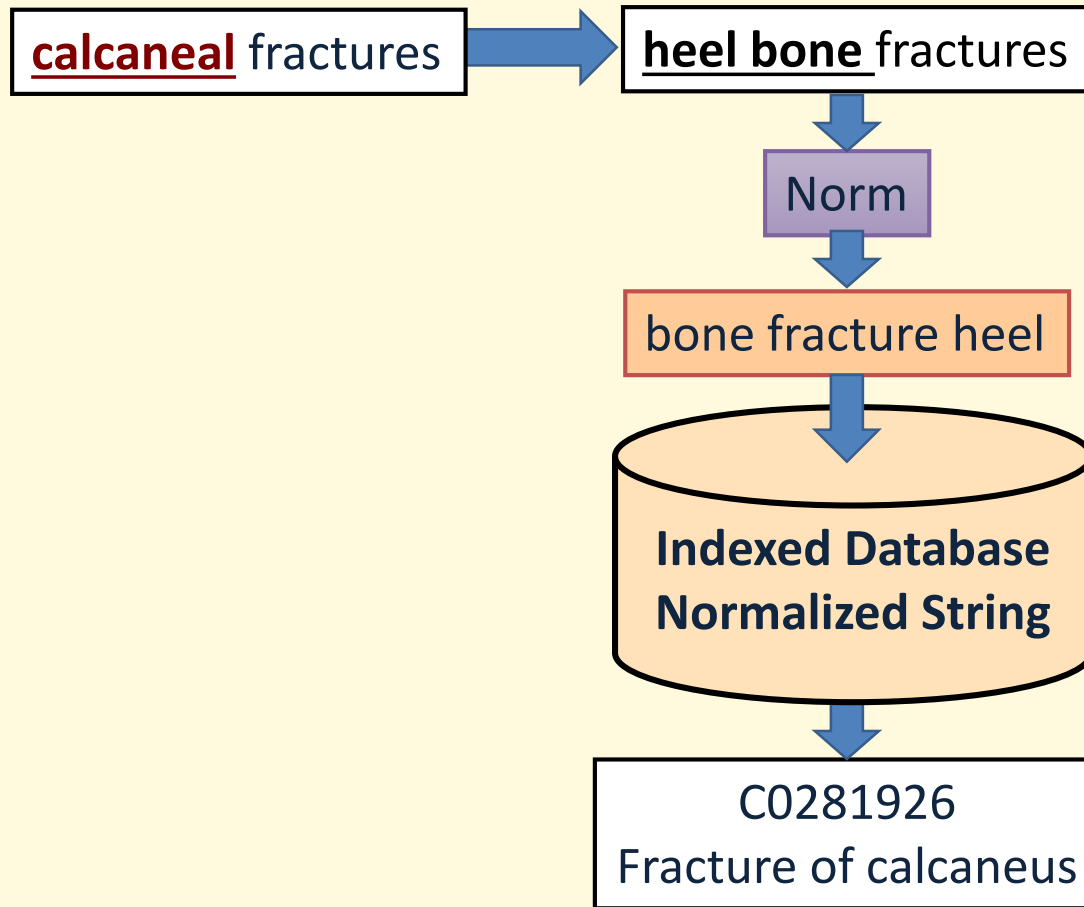 calcaneal fractures
heel bone fractures
Norm
bone fracture heel
Indexed Database
Normalized String
C0281926
Fracture of calcaneus